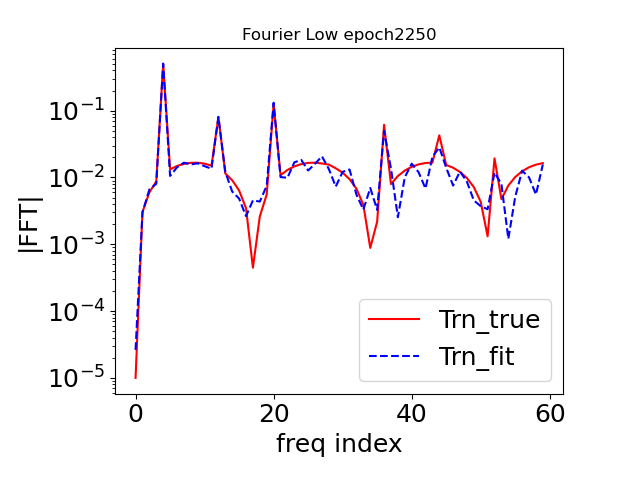 Fourier Low epoch2250
|FFT|
10⁻¹
10⁻²
10⁻³
10⁻⁴
10⁻⁵
Trn_true
Trn_fit
0 20 40 60
freq index